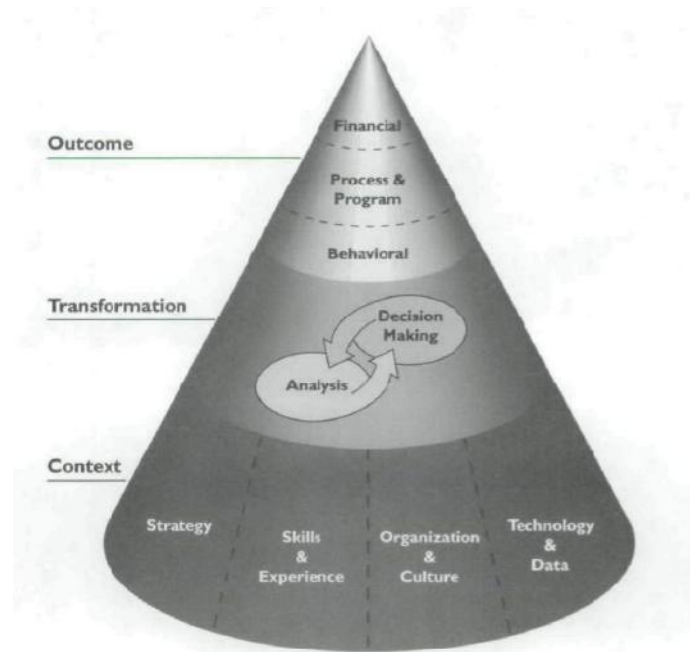 Financial
Outcome
Process &
Program
Behavioral
Transformation
Decision
Making
Analysis
Context
Strategy
Skills
&
Experience
Organization
&
Culture
Technology
&
Data